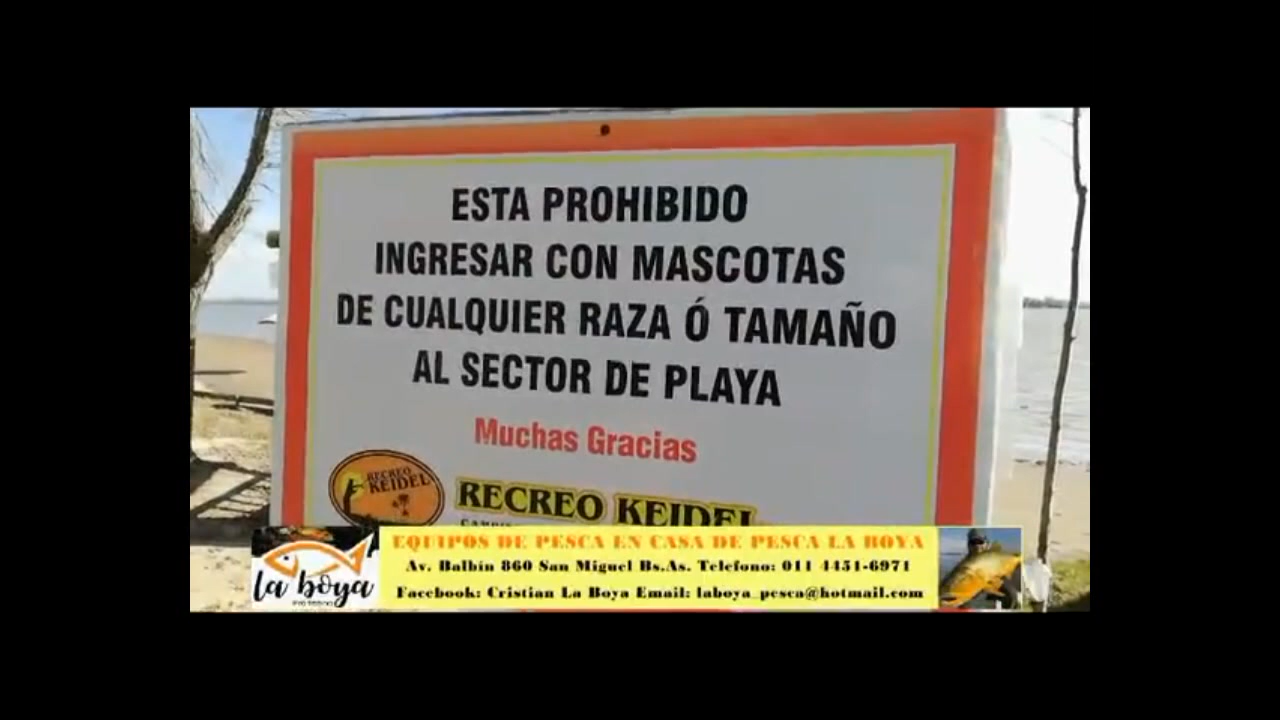 ESTA PROHIBIDO
INGRESAR CON MASCOTAS
DE CUALQUIER RAZA Ó TAMAÑO
AL SECTOR DE PLAYA
Muchas Gracias
RECREO
KEIDEL
RECREO KEIDEL
EQUIPOS DE PESCA EN CASA DE PESCA LA BOYA
Av. Balbín 860 San Miguel Bs.As. Telefono: 011 4451-6971
Facebook: Cristian La Boya Email: laboya_pesca@hotmail.com
la boya